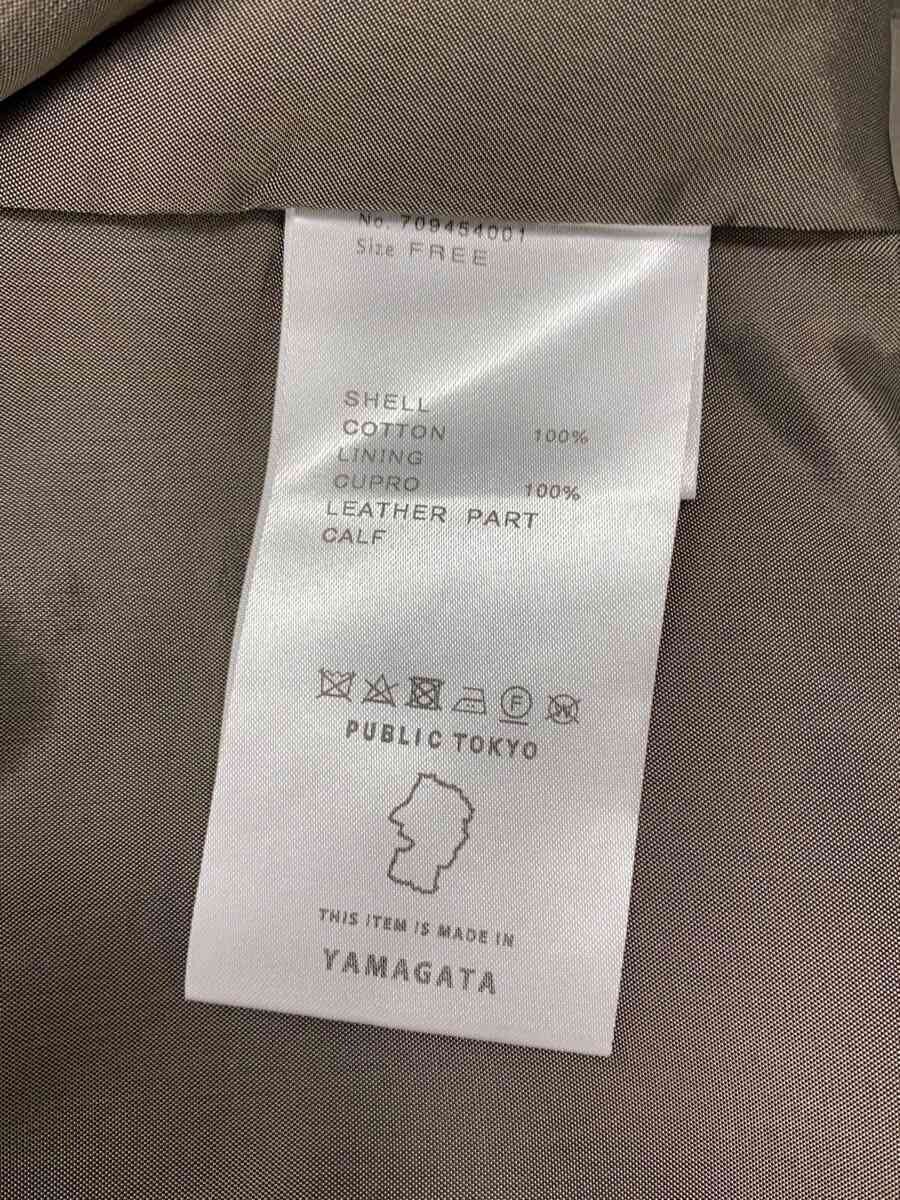 No. 709454001
Size FREE
SHELL
COTTON 100%
LINING
CUPRO 100%
LEATHER PART
CALF
F
W
PUBLIC TOKYO
THIS ITEM IS MADE IN
YAMAGATA